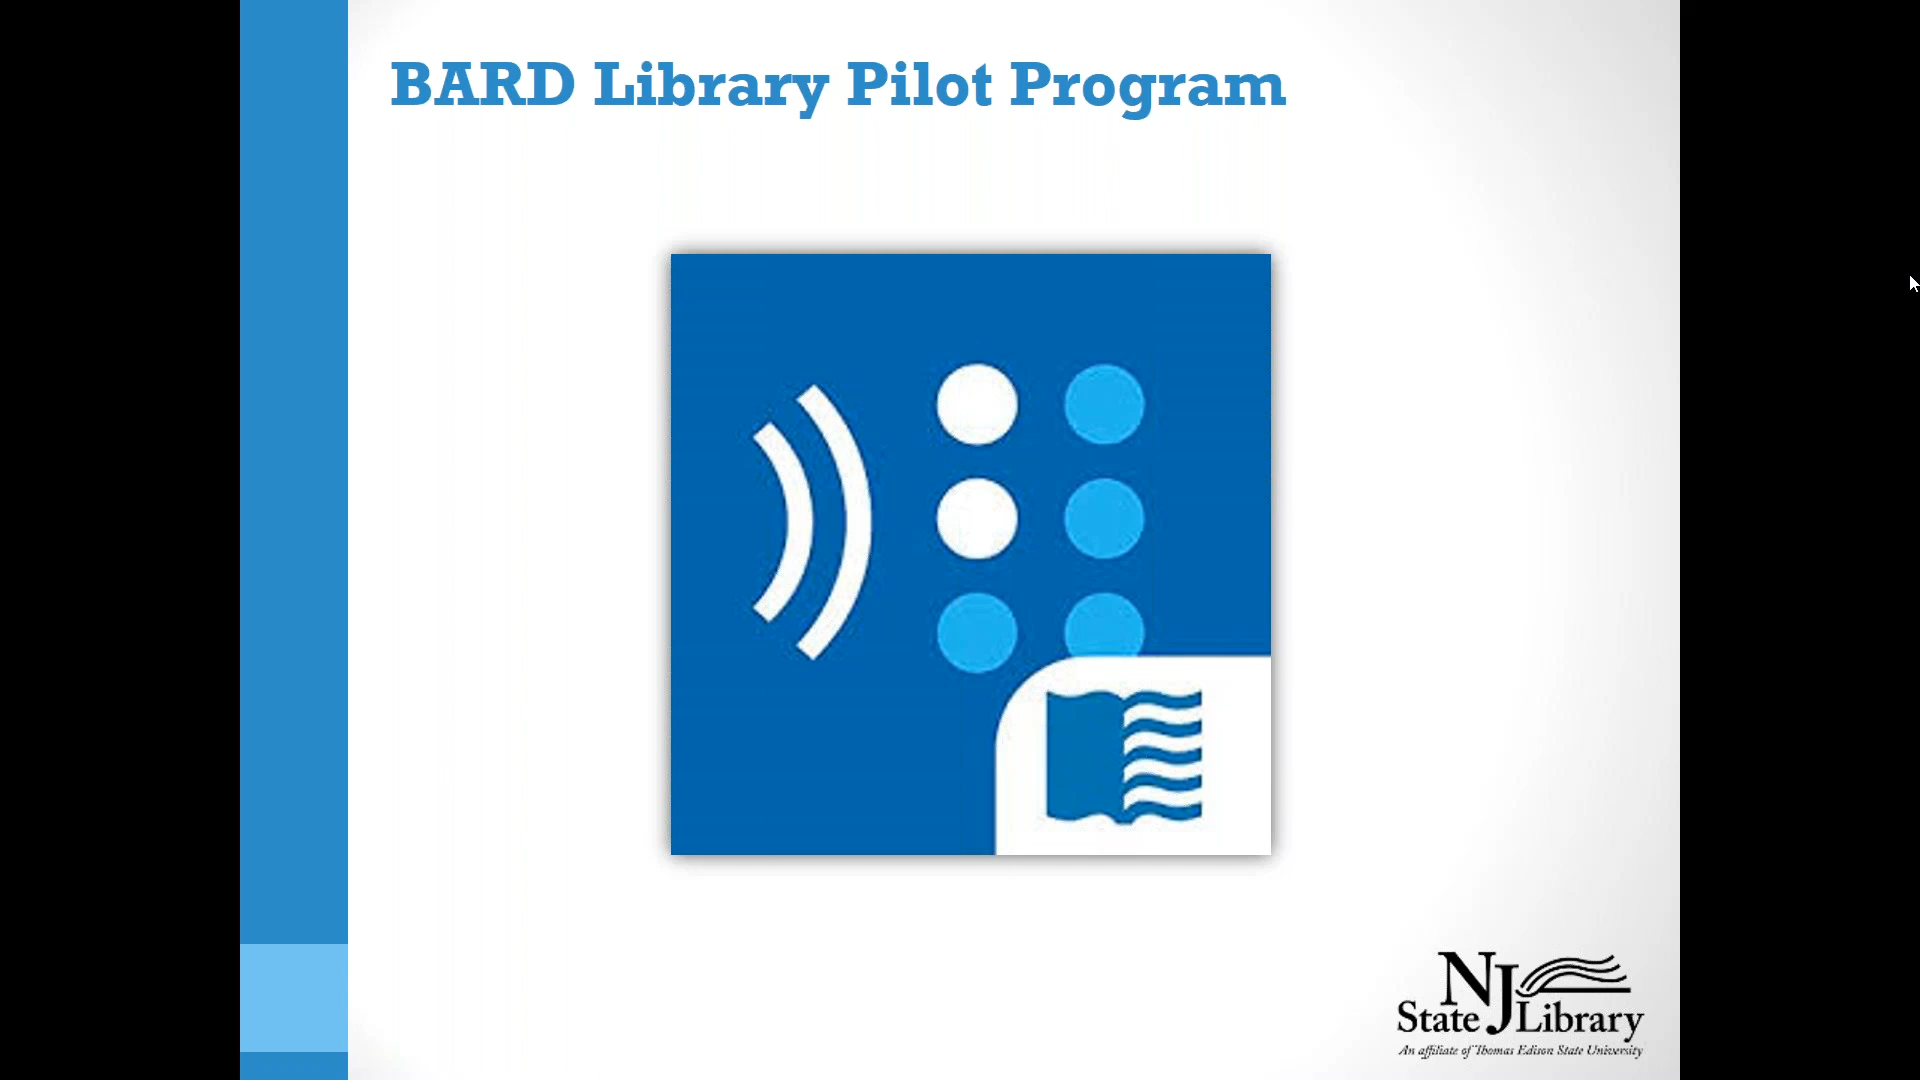 BARD Library Pilot Program
NJ
State Library
An affiliate of Thomas Edison State University